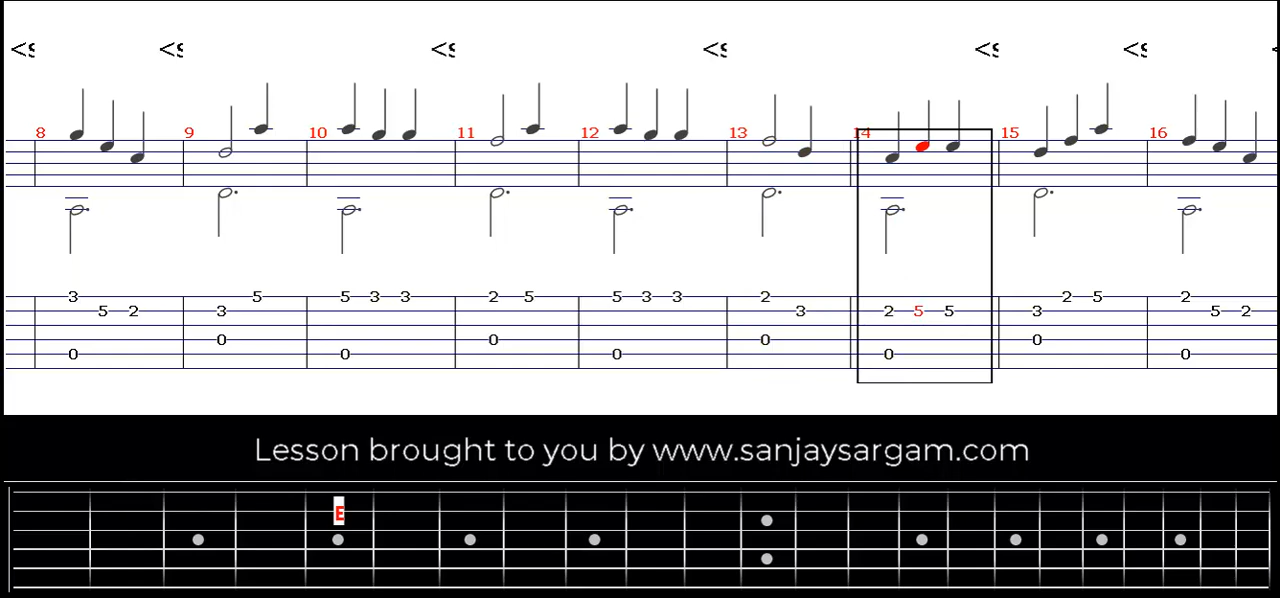 <s <s <s <s <s <s
8 9 10 11 12 13 14 15 16
3 5 5 3 3 2 5 5 3 3 2 2 5 2
5 2 3 3 2 5 5 3 5 2
0 0 0 0
0 0 0 0 0
Lesson brought to you by www.sanjaysargam.com
E